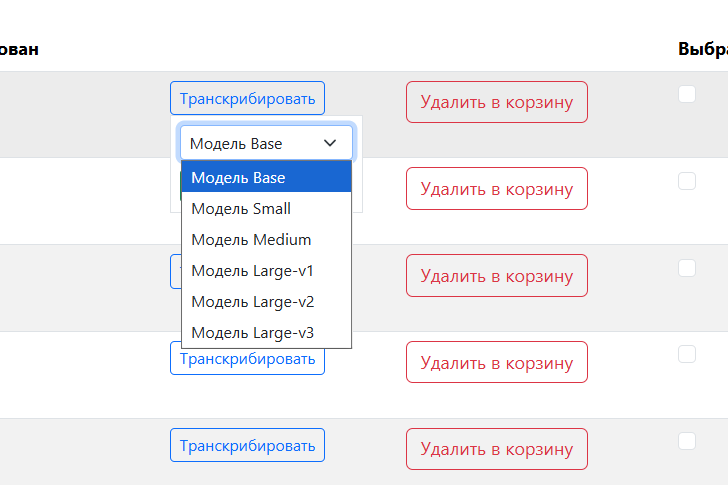 ован Выбра
Транскрибировать Удалить в корзину
Модель Base
Модель Base
Удалить в корзину
Модель Small
Модель Medium
Модель Large-v1
Удалить в корзину
Модель Large-v2
Модель Large-v3
Транскрибировать Удалить в корзину
Транскрибировать Удалить в корзину